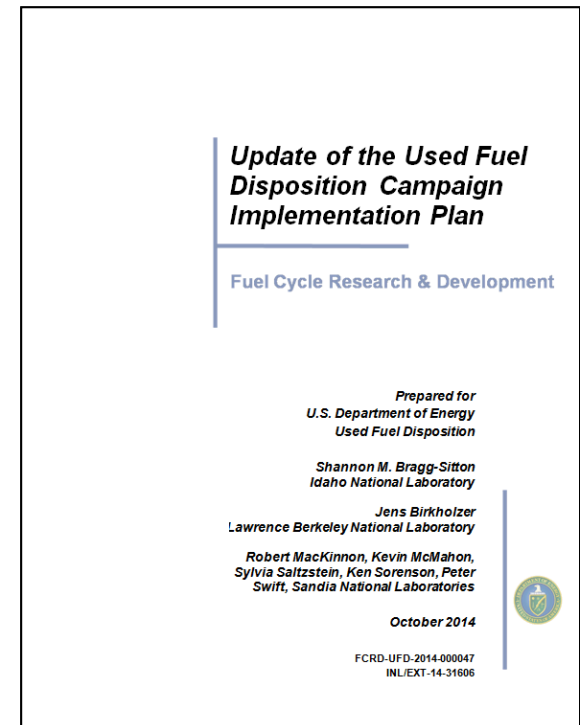 Update of the Used Fuel
Disposition Campaign
Implementation Plan
Fuel Cycle Research & Development
Prepared for
U.S. Department of Energy
Used Fuel Disposition
Shannon M. Bragg-Sitton
Idaho National Laboratory
Jens Birkholzer
Lawrence Berkeley National Laboratory
Robert MacKinnon, Kevin McMahon,
Sylvia Saltzstein, Ken Sorenson, Peter
Swift, Sandia National Laboratories
October 2014
FCRD-UFD-2014-000047
INL/EXT-14-31606